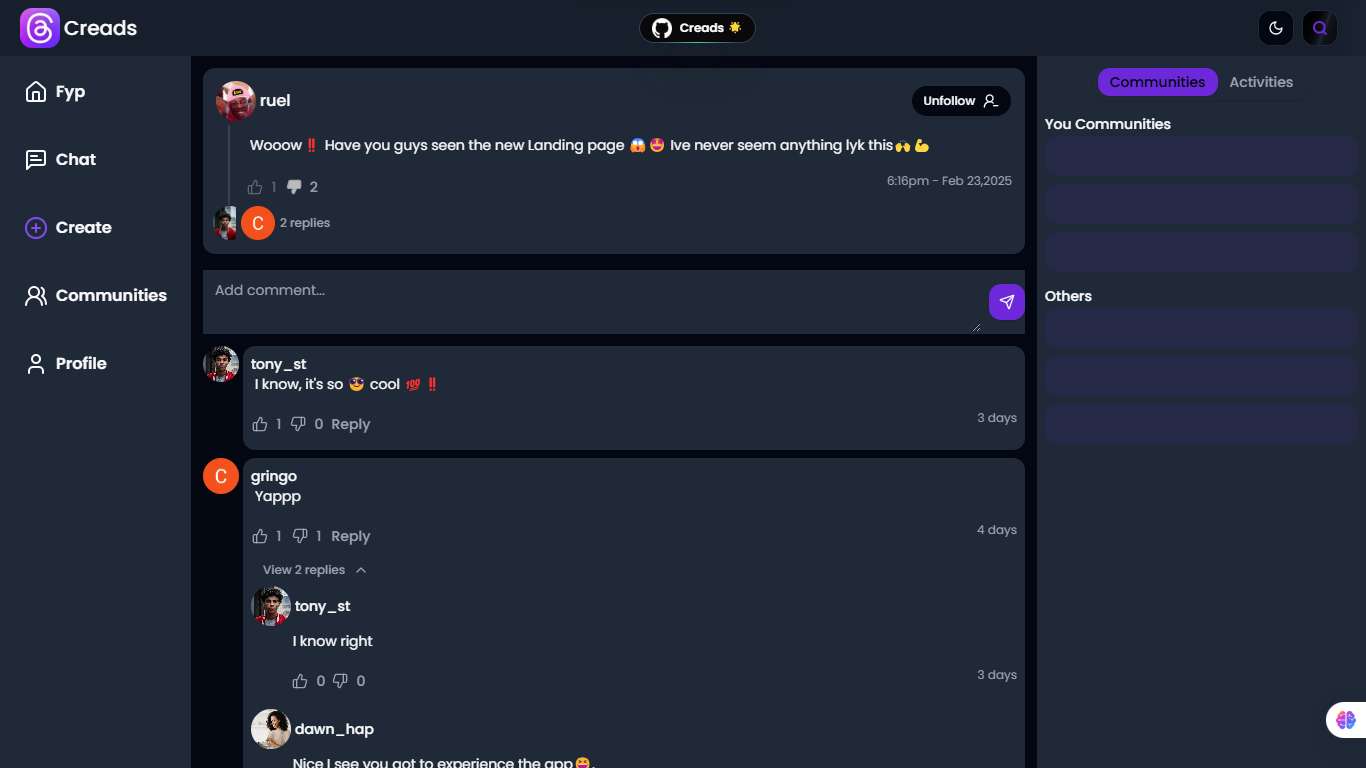 Creads
Creads 🌟
Fyp
Chat
Create
Communities
Profile
ruel
Unfollow
Wooow ‼️ Have you guys seen the new Landing page 😱🤩 Ive never seem anything lyk this🙌💪
1 2
6:16pm - Feb 23,2025
C
2 replies
Add comment...
tony_st
I know, it's so 😎 cool 💯 ‼️
1 0 Reply
3 days
C
gringo
Yappp
1 1 Reply
4 days
View 2 replies
tony_st
I know right
0 0
3 days
dawn_hap
Nice I see you got to experience the app😆.
Communities
Activities
You Communities
Others